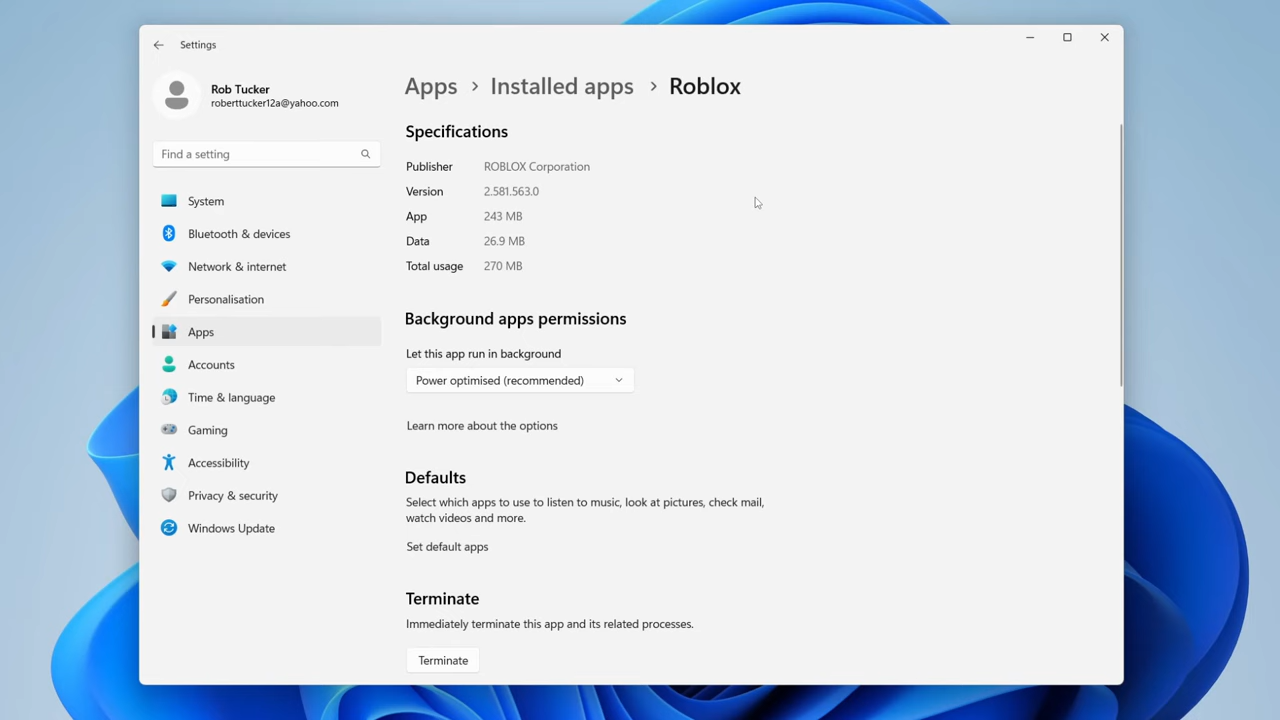 Settings
Rob Tucker
roberttucker12a@yahoo.com
Find a setting
System
Bluetooth & devices
Network & internet
Personalisation
Apps
Accounts
Time & language
Gaming
Accessibility
Privacy & security
Windows Update
Apps > Installed apps > Roblox
Specifications
Publisher ROBLOX Corporation
Version 2.581.563.0
App 243 MB
Data 26.9 MB
Total usage 270 MB
Background apps permissions
Let this app run in background
Power optimised (recommended)
Learn more about the options
Defaults
Select which apps to use to listen to music, look at pictures, check mail,
watch videos and more.
Set default apps
Terminate
Immediately terminate this app and its related processes.
Terminate